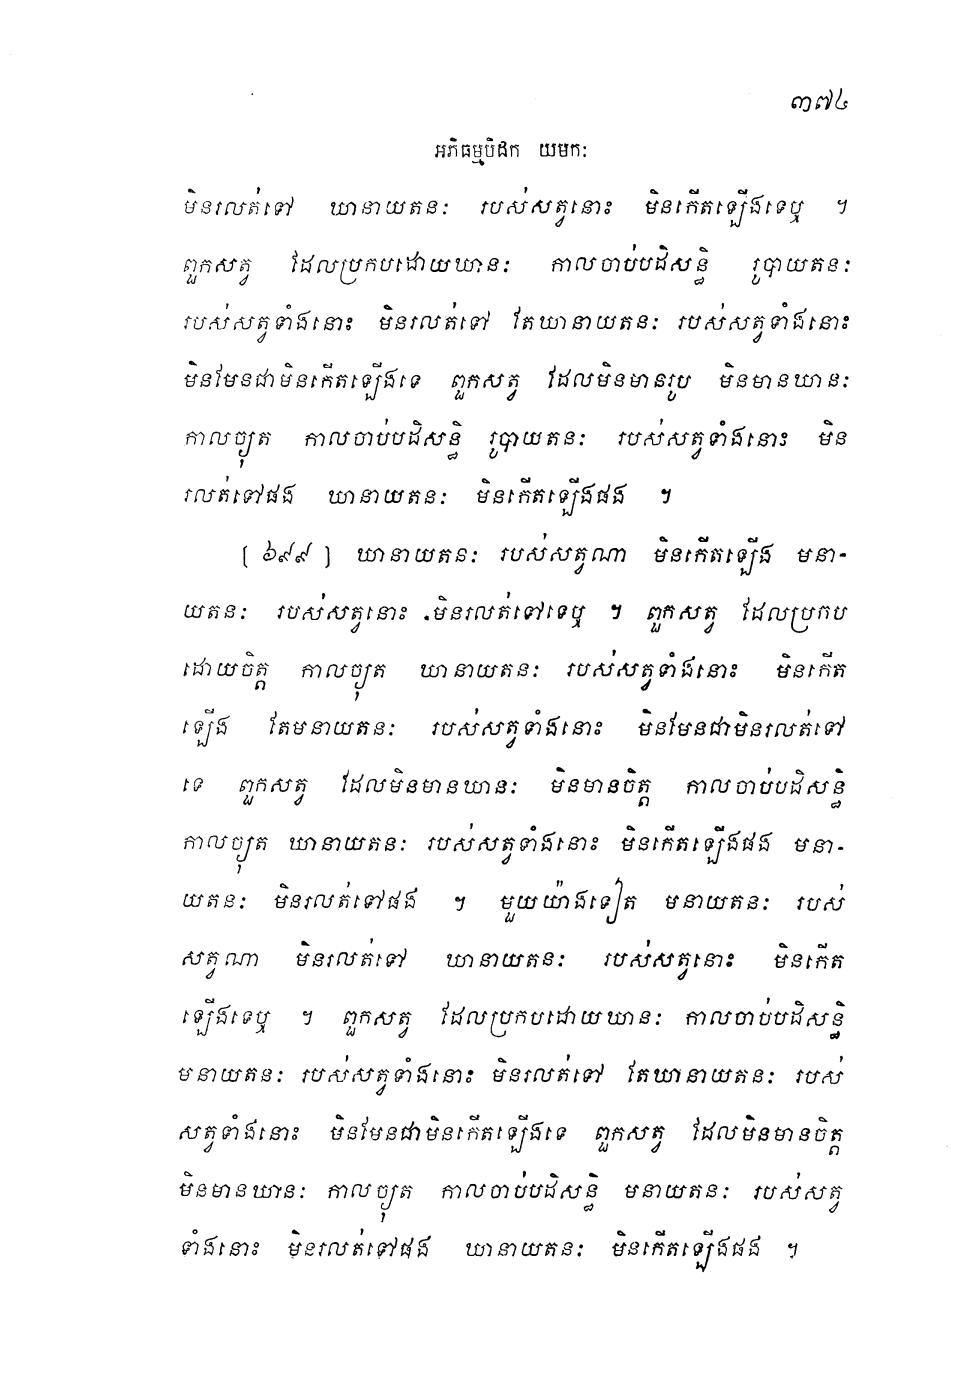 ៣៧៤
អភិធម្មបិដក យមក:
មិនរលត់ទៅ ឃានាយតនៈ របស់សត្វនោះ មិនកើតឡើងទេឬ ។
ពួកសត្វ ដែលប្រកបដោយឃានៈ កាលចាប់បដិសន្ធិ រូបាយតនៈ
របស់សត្វទាំងនោះ មិនរលត់ទៅ តែឃានាយតនៈ របស់សត្វទាំងនោះ
មិនមែនជាមិនកើតឡើងទេ ពួកសត្វ ដែលមិនមានរូប មិនមានឃានៈ
កាលច្យុត កាលចាប់បដិសន្ធិ រូបាយតនៈ របស់សត្វទាំងនោះ មិន
រលត់ទៅផង ឃានាយតនៈ មិនកើតឡើងផង ។
[ ៦៩៩ ] ឃានាយតនៈ របស់សត្វណា មិនកើតឡើង មនា-
យតនៈ របស់សត្វនោះ មិនរលត់ទៅទេឬ ។ ពួកសត្វ ដែលប្រកប
ដោយចិត្ត កាលច្យុត ឃានាយតនៈ របស់សត្វទាំងនោះ មិនកើត
ឡើង តែមនាយតនៈ របស់សត្វទាំងនោះ មិនមែនជាមិនរលត់ទៅ
ទេ ពួកសត្វ ដែលមិនមានឃានៈ មិនមានចិត្ត កាលចាប់បដិសន្ធិ
កាលច្យុត ឃានាយតនៈ របស់សត្វទាំងនោះ មិនកើតឡើងផង មនា-
យតនៈ មិនរលត់ទៅផង ។ មួយយ៉ាងទៀត មនាយតនៈ របស់
សត្វណា មិនរលត់ទៅ ឃានាយតនៈ របស់សត្វនោះ មិនកើត
ឡើងទេឬ ។ ពួកសត្វ ដែលប្រកបដោយឃានៈ កាលចាប់បដិសន្ធិ
មនាយតនៈ របស់សត្វទាំងនោះ មិនរលត់ទៅ តែឃានាយតនៈ របស់
សត្វទាំងនោះ មិនមែនជាមិនកើតឡើងទេ ពួកសត្វ ដែលមិនមានចិត្ត
មិនមានឃានៈ កាលច្យុត កាលចាប់បដិសន្ធិ មនាយតនៈ របស់សត្វ
ទាំងនោះ មិនរលត់ទៅផង ឃានាយតនៈ មិនកើតឡើងផង ។